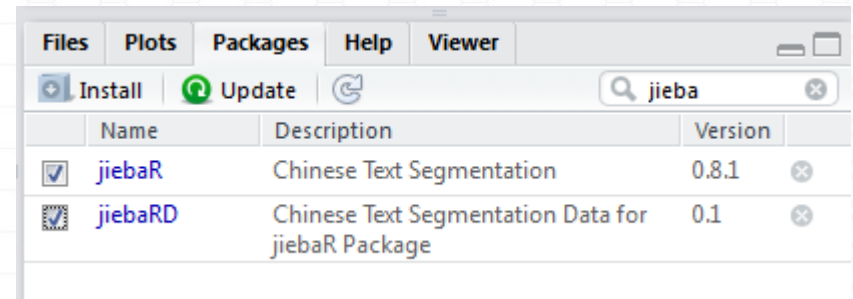 Files Plots Packages Help Viewer
Install Update jieba
Name Description Version
jiebaR Chinese Text Segmentation 0.8.1
jiebaRD Chinese Text Segmentation Data for 0.1
jiebaR Package